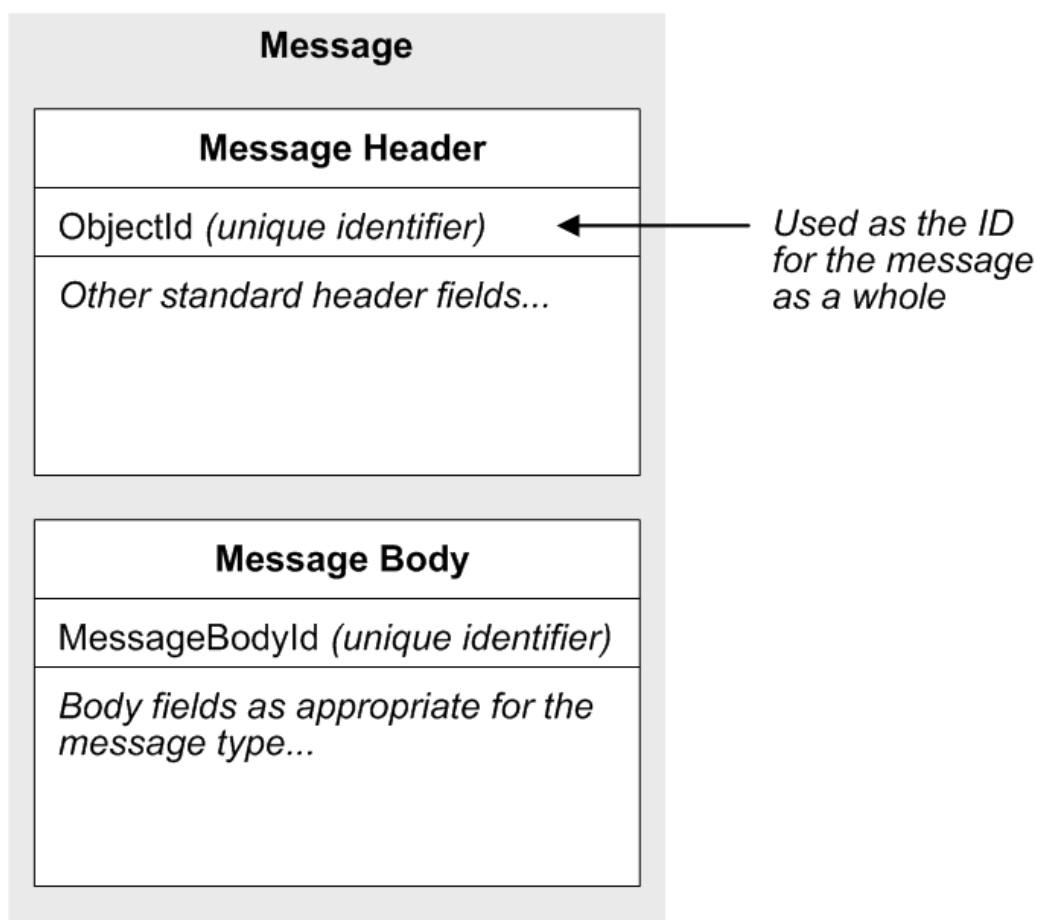 Message
Message Header
ObjectId (unique identifier)
Used as the ID
for the message
as a whole
Other standard header fields...
Message Body
MessageBodyId (unique identifier)
Body fields as appropriate for the
message type...